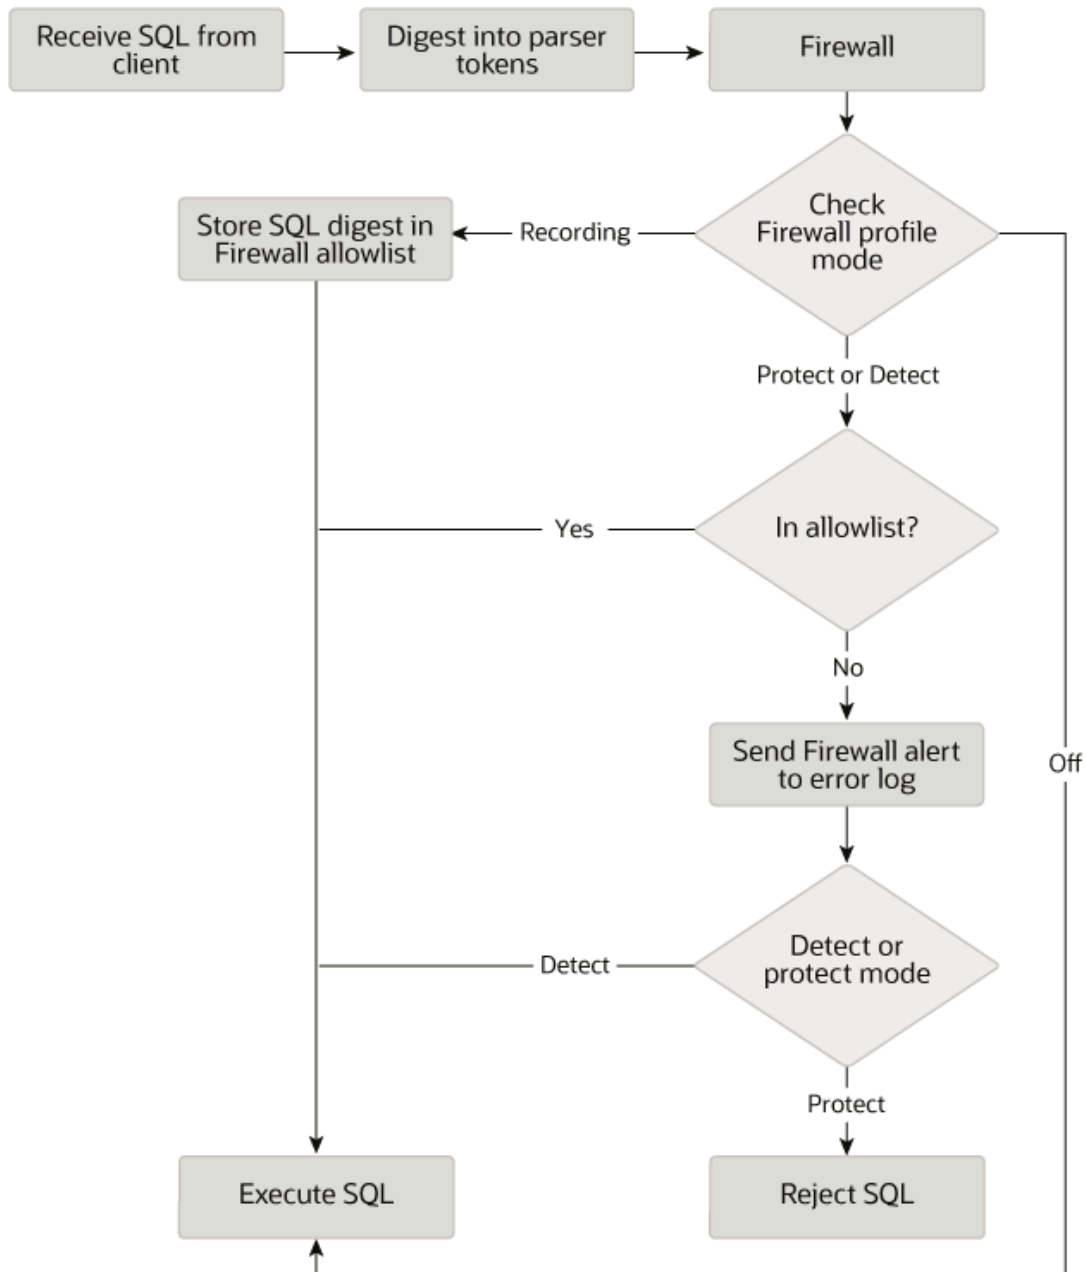 Receive SQL from
client
Digest into parser
tokens
Firewall
Check
Firewall profile
mode
Recording
Store SQL digest in
Firewall allowlist
Protect or Detect
In allowlist?
Yes
No
Send Firewall alert
to error log
Off
Detect or
protect mode
Detect
Protect
Execute SQL
Reject SQL